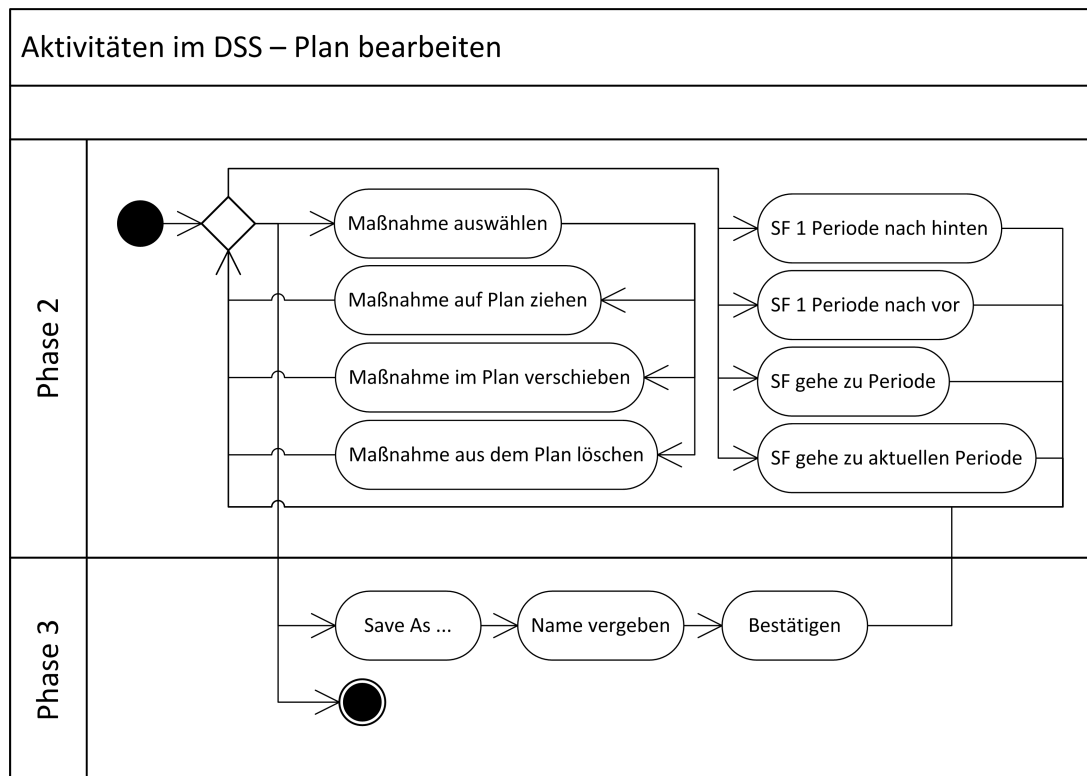 Aktivitäten im DSS – Plan bearbeiten
Phase 2
Maßnahme auswählen
Maßnahme auf Plan ziehen
Maßnahme im Plan verschieben
Maßnahme aus dem Plan löschen
SF 1 Periode nach hinten
SF 1 Periode nach vor
SF gehe zu Periode
SF gehe zu aktuellen Periode
Phase 3
Save As ...
Name vergeben
Bestätigen